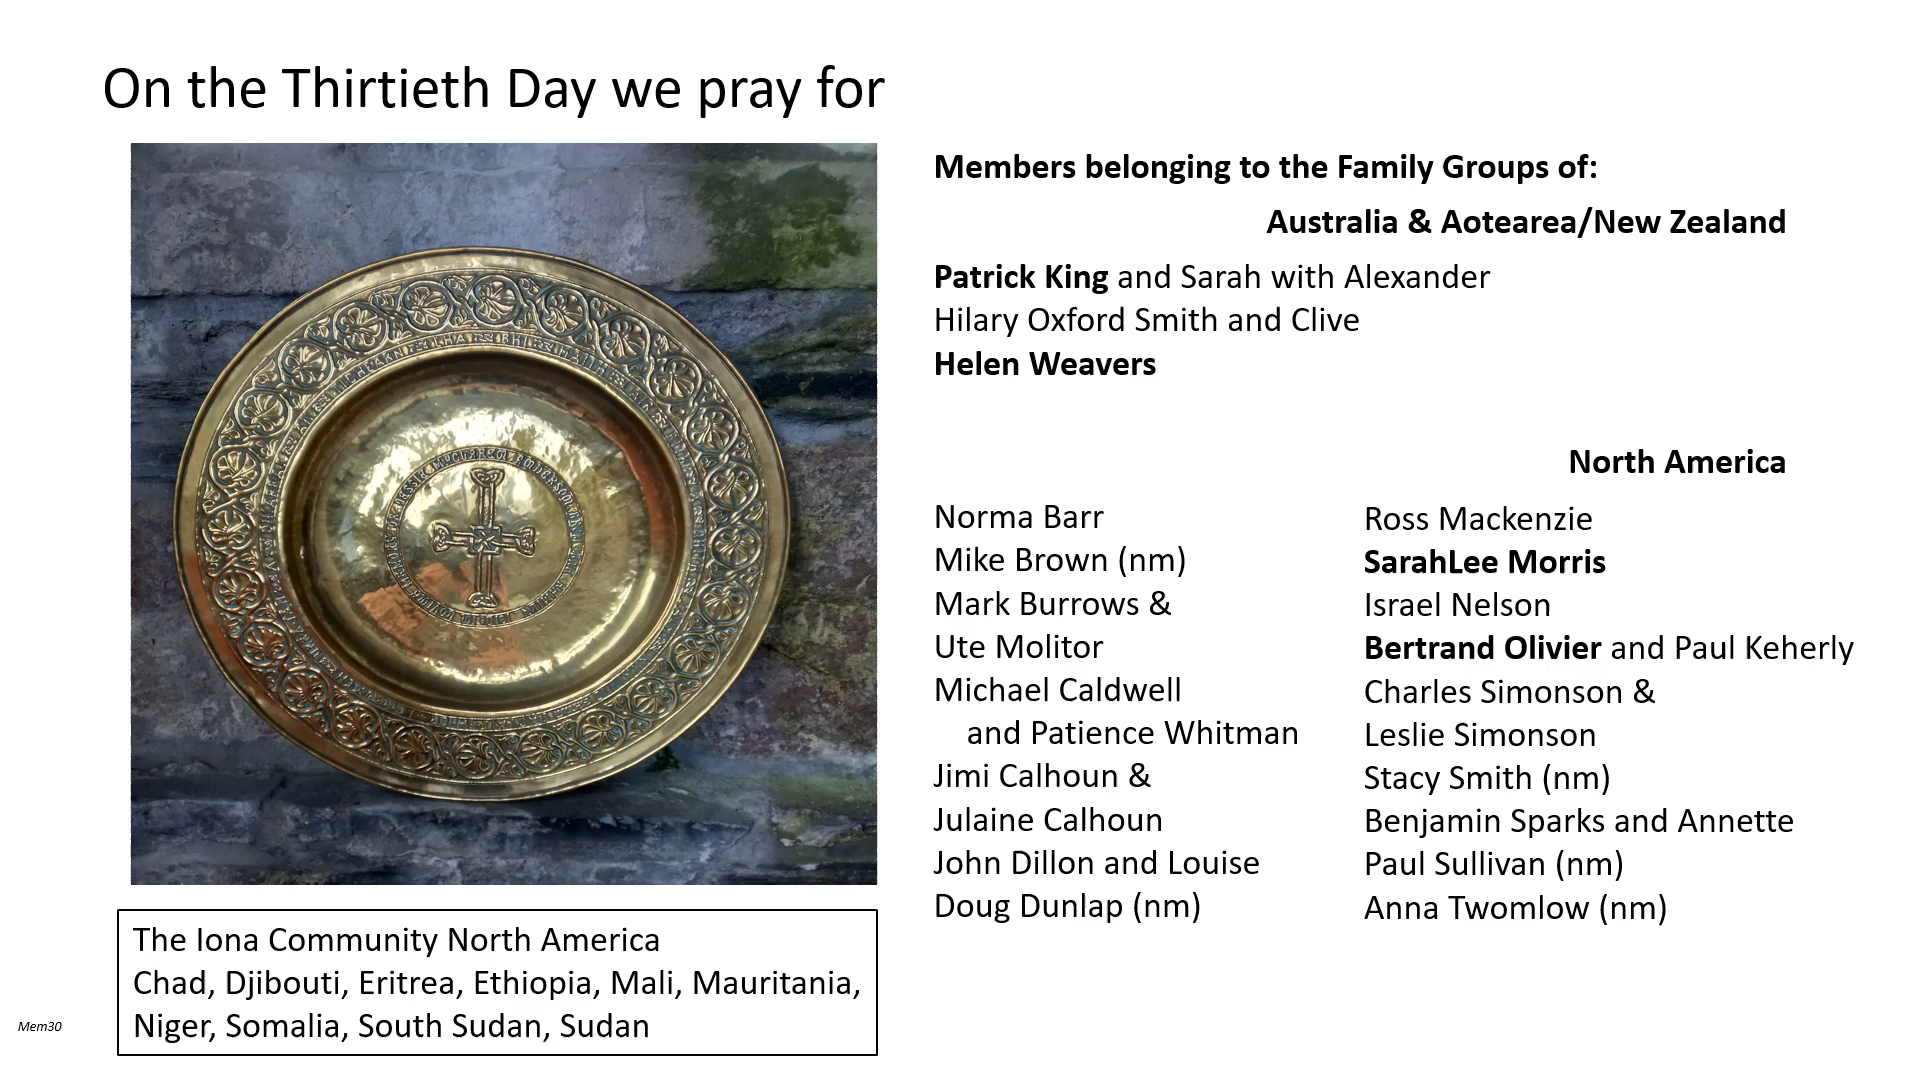 On the Thirtieth Day we pray for
Members belonging to the Family Groups of:
Australia & Aotearea/New Zealand
Patrick King and Sarah with Alexander
Hilary Oxford Smith and Clive
Helen Weavers
North America
Norma Barr
Mike Brown (nm)
Mark Burrows &
Ute Molitor
Michael Caldwell
and Patience Whitman
Jimi Calhoun &
Julaine Calhoun
John Dillon and Louise
Doug Dunlap (nm)
Ross Mackenzie
SarahLee Morris
Israel Nelson
Bertrand Olivier and Paul Keherly
Charles Simonson &
Leslie Simonson
Stacy Smith (nm)
Benjamin Sparks and Annette
Paul Sullivan (nm)
Anna Twomlow (nm)
The Iona Community North America
Chad, Djibouti, Eritrea, Ethiopia, Mali, Mauritania,
Niger, Somalia, South Sudan, Sudan
Mem30